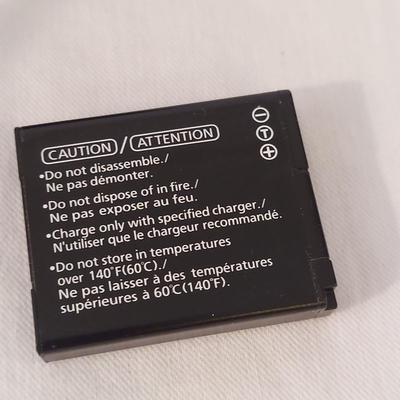 CAUTION / ATTENTION
•Do not disassemble./
Ne pas démonter.
•Do not dispose of in fire./
Ne pas exposer au feu.
•Charge only with specified charger./
N'utiliser que le chargeur recommandé.
•Do not store in temperatures
over 140°F(60℃)./
Ne pas laisser à des températures
supérieures à 60℃(140°F).
⊖
T
⊕